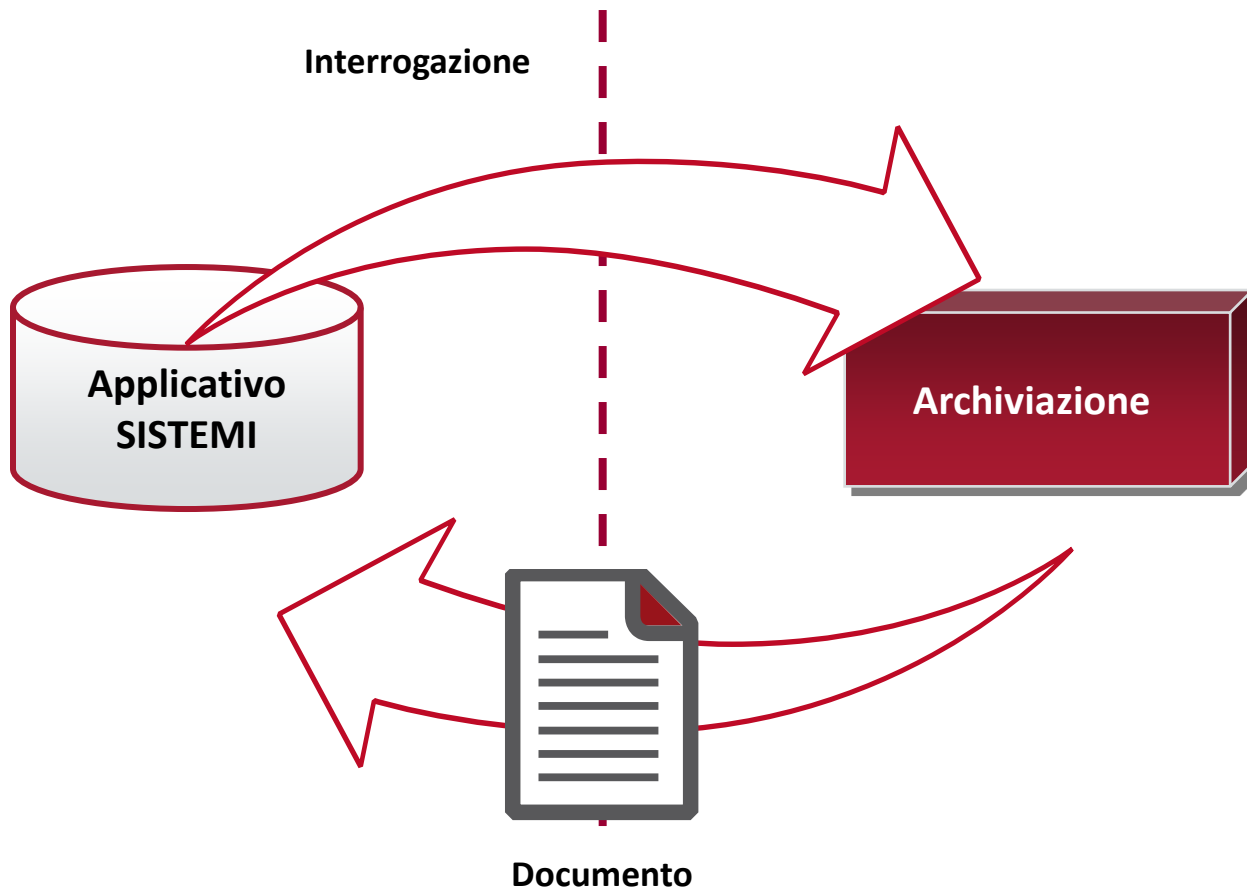 Interrogazione
Applicativo
SISTEMI
Archiviazione
Documento